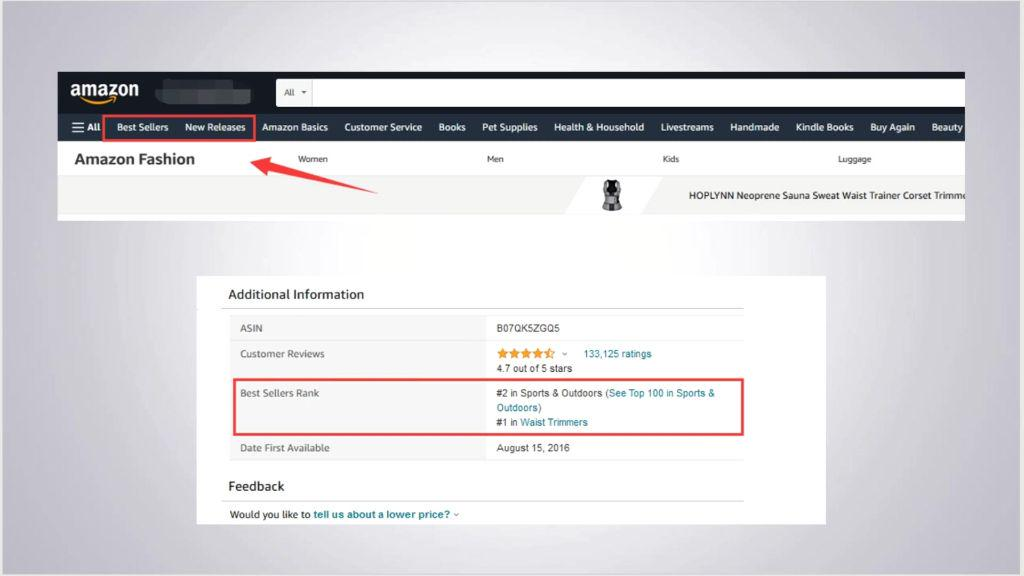 amazon
All
All Best Sellers New Releases Amazon Basics Customer Service Books Pet Supplies Health & Household Livestreams Handmade Kindle Books Buy Again Beauty
Amazon Fashion Women Men Kids Luggage
HOPLYNN Neoprene Sauna Sweat Waist Trainer Corset Trimme
Additional Information
ASIN B07QK5ZGQ5
Customer Reviews 133,125 ratings
4.7 out of 5 stars
Best Sellers Rank #2 in Sports & Outdoors (See Top 100 in Sports &
Outdoors)
#1 in Waist Trimmers
Date First Available August 15, 2016
Feedback
Would you like to tell us about a lower price?